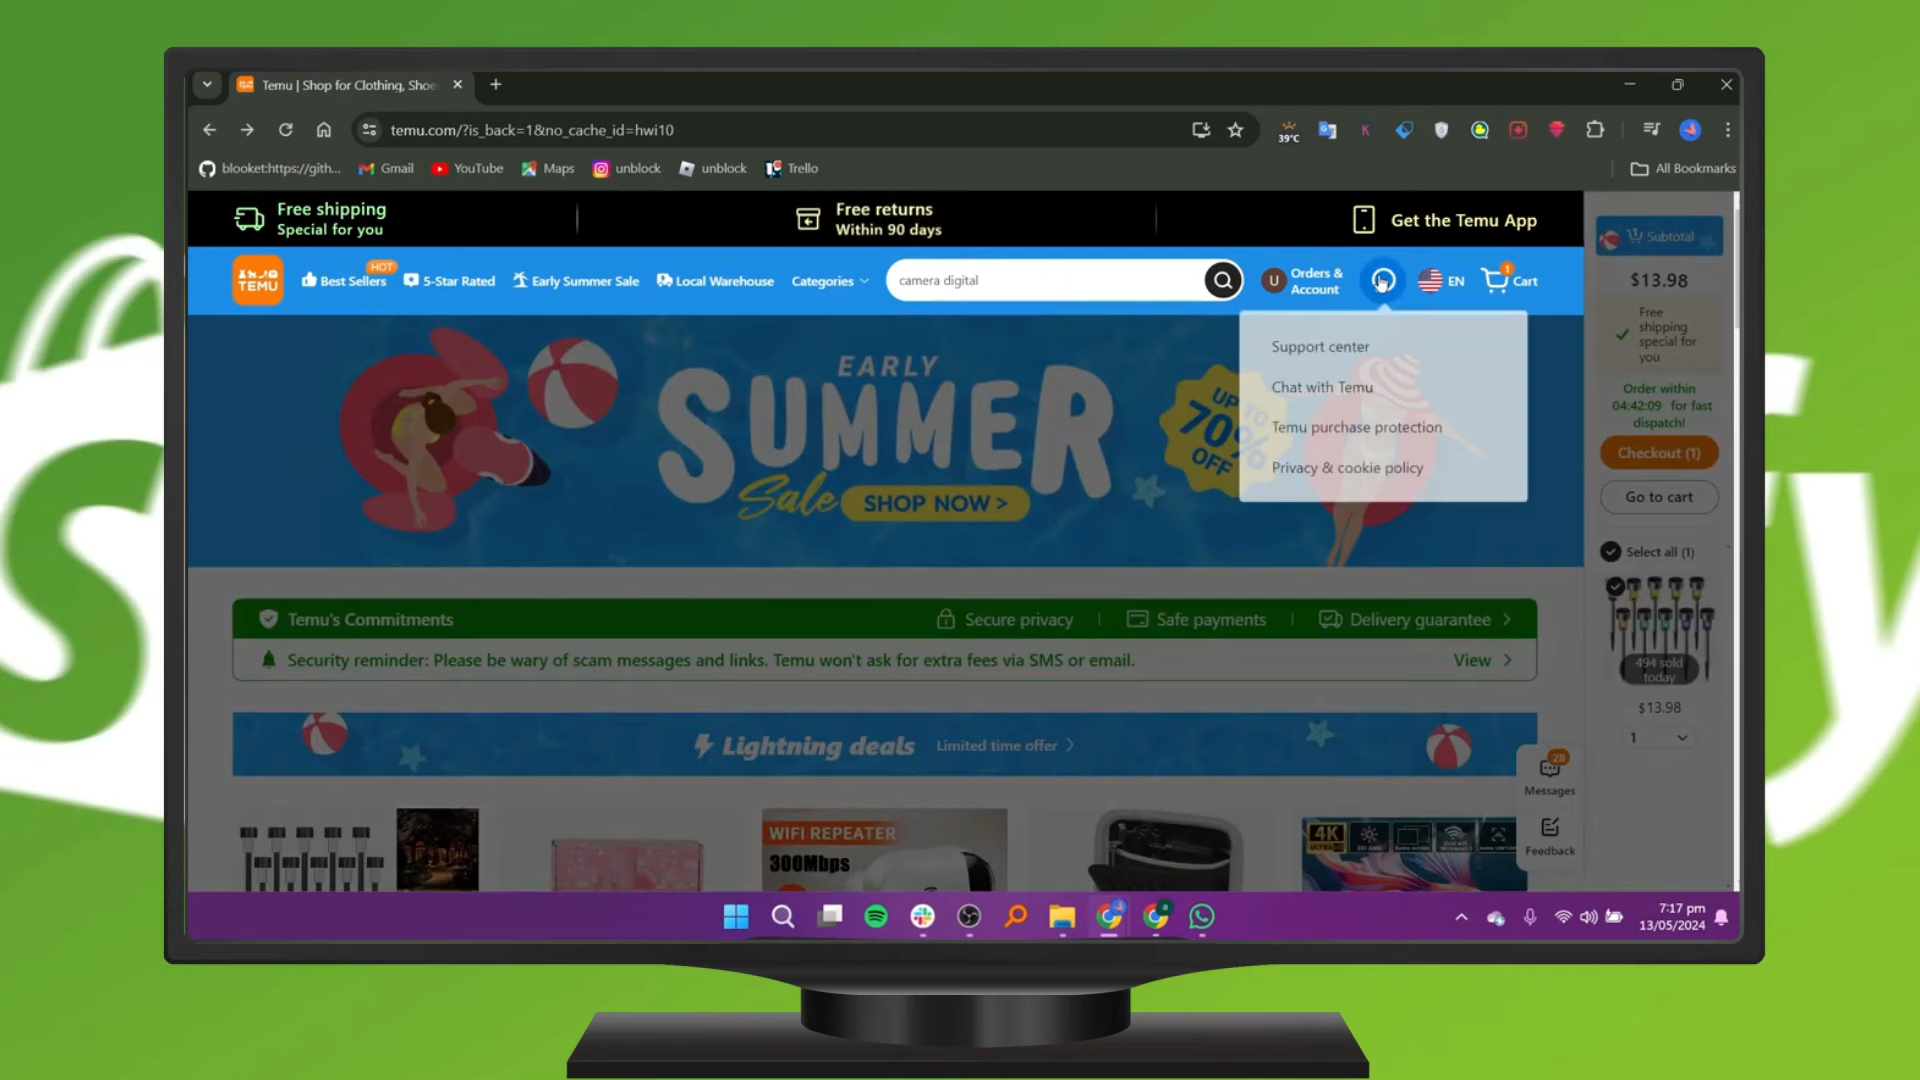 Temu | Shop for Clothing, Shoe
temu.com/?is_back=1&no_cache_id=hwi10
39°C
K
blooket:https://gith...
Gmail
YouTube
Maps
unblock
unblock
Trello
All Bookmarks
Free shipping
Special for you
Free returns
Within 90 days
Get the Temu App
TEMU
Best Sellers
HOT
5-Star Rated
Early Summer Sale
Local Warehouse
Categories
camera digital
U
Orders &
Account
EN
1
Cart
Support center
Chat with Temu
Temu purchase protection
Privacy & cookie policy
EARLY
SUMMER
Sale
SHOP NOW >
UP TO
70%
OFF
1
Subtotal
$13.98
Free
shipping
special for
you
Order within
04:42:09 for fast
dispatch!
Checkout (1)
Go to cart
Select all (1)
494 sold
today
$13.98
1
Temu's Commitments
Secure privacy
Safe payments
Delivery guarantee
Security reminder: Please be wary of scam messages and links. Temu won't ask for extra fees via SMS or email.
View
Lightning deals
Limited time offer
28
Messages
Feedback
WIFI REPEATER
300Mbps
4K
7:17 pm
13/05/2024